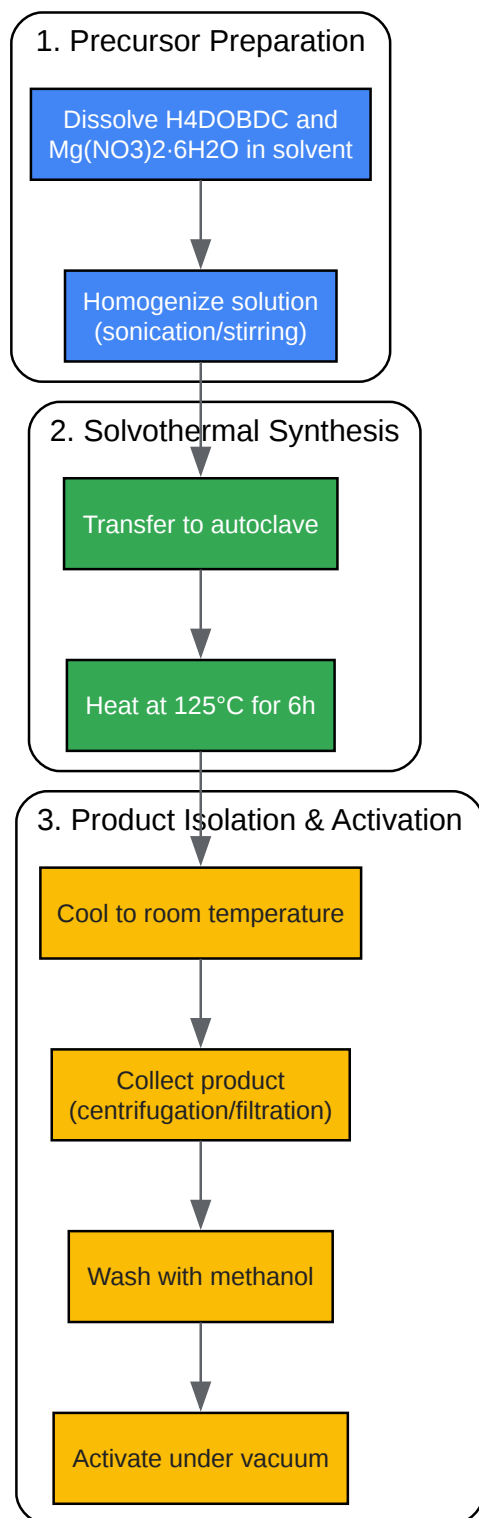 1. Precursor Preparation
Dissolve H4DOBDC and
Mg(NO3)2·6H2O in solvent
Homogenize solution
(sonication/stirring)
2. Solvothermal Synthesis
Transfer to autoclave
Heat at 125°C for 6h
3. Product Isolation & Activation
Cool to room temperature
Collect product
(centrifugation/filtration)
Wash with methanol
Activate under vacuum